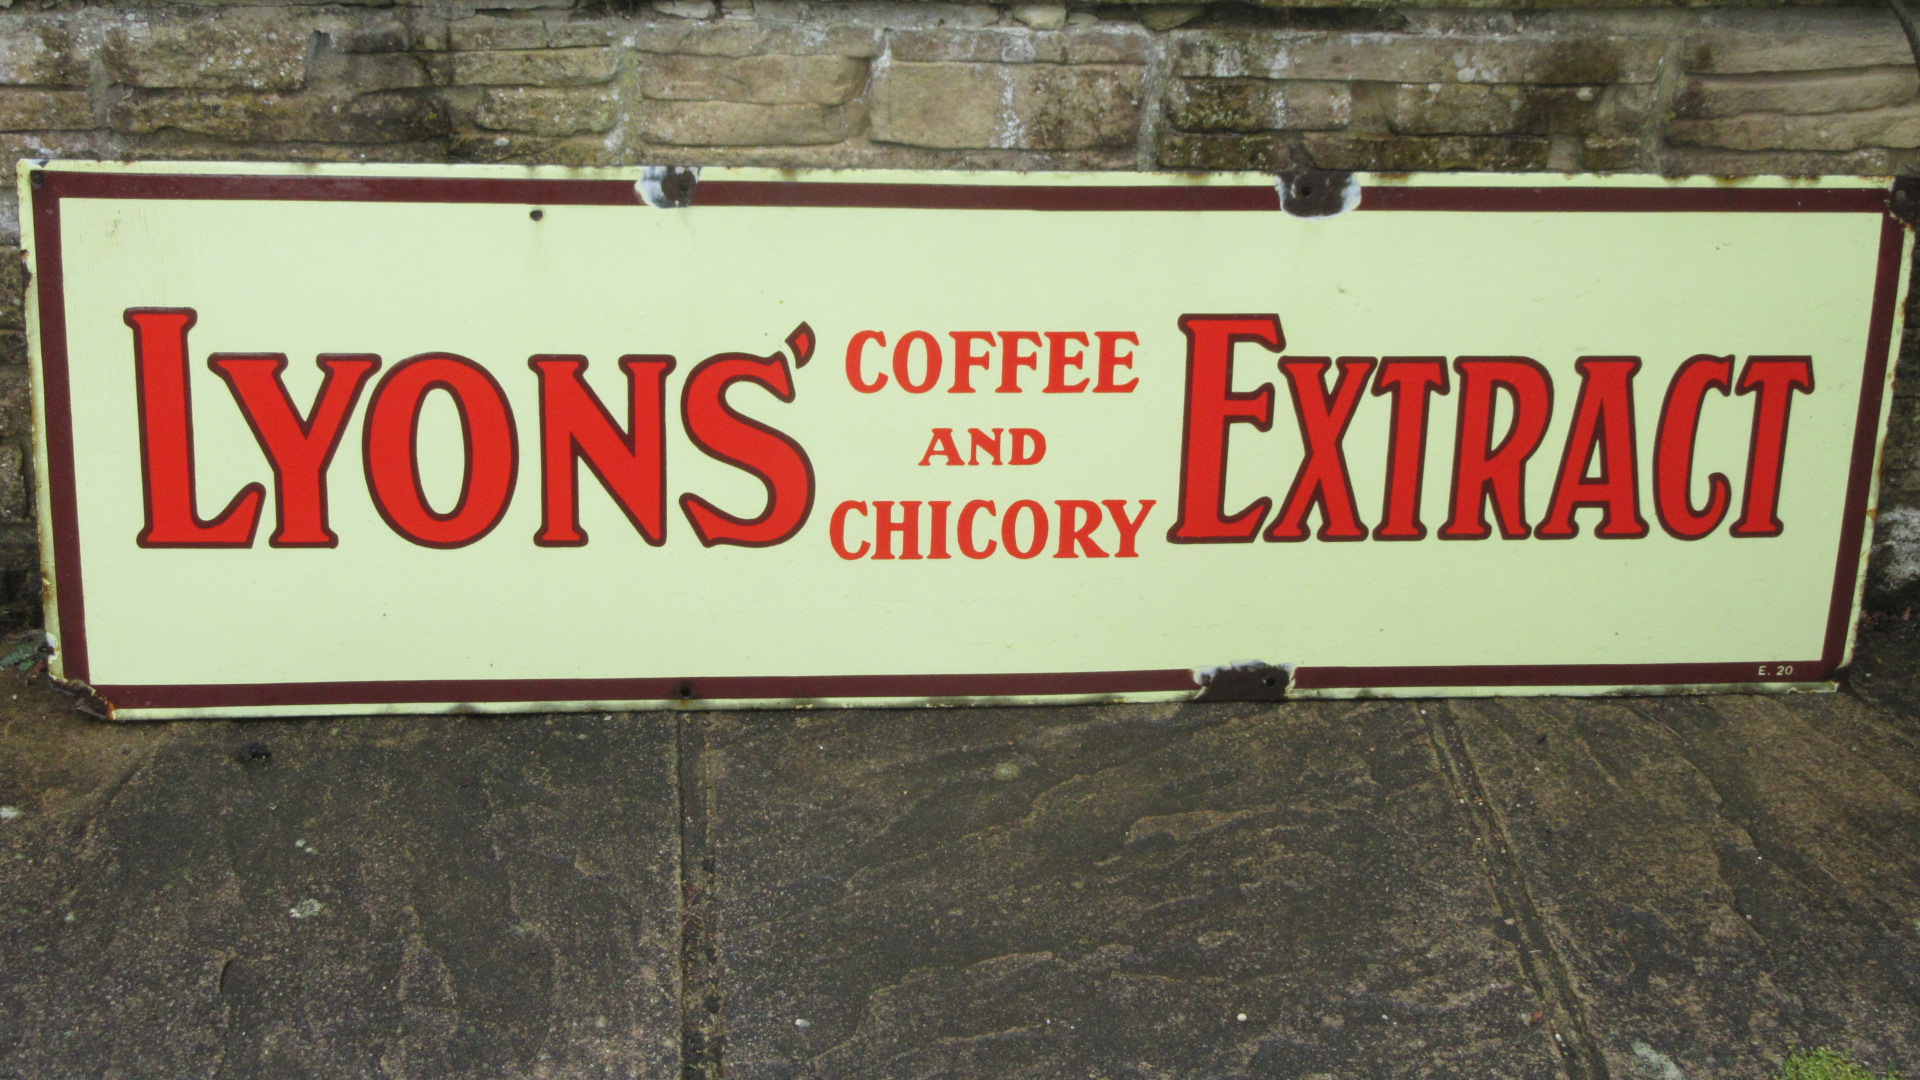 LYONS' COFFEE AND CHICORY EXTRACT
E. 20.